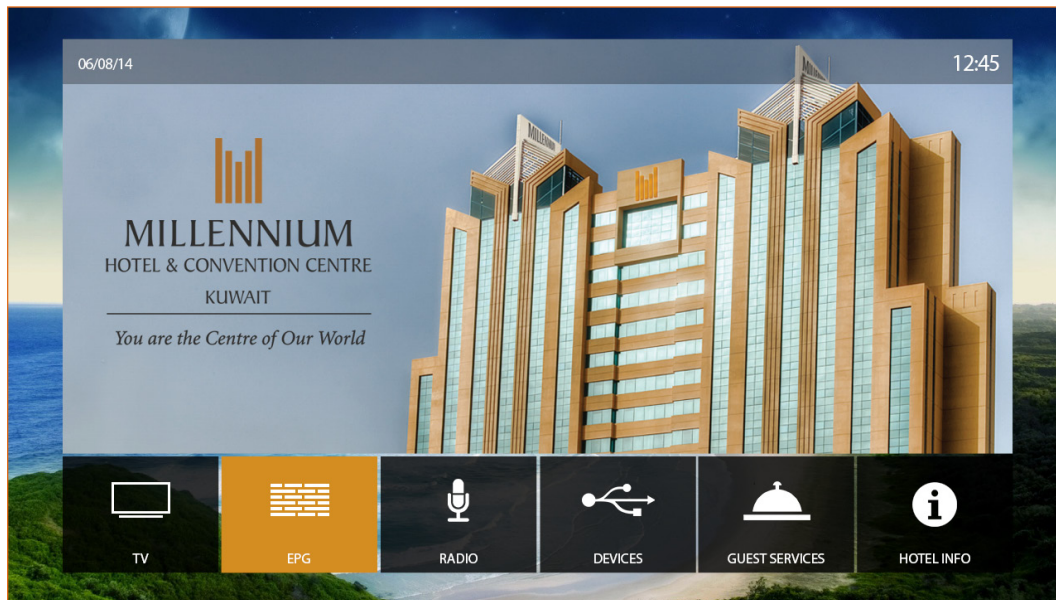 06/08/14
12:45
MILLENNIUM
HOTEL & CONVENTION CENTRE
KUWAIT
You are the Centre of Our World
MILLENNIUM
TV
EPG
RADIO
DEVICES
GUEST SERVICES
HOTEL INFO